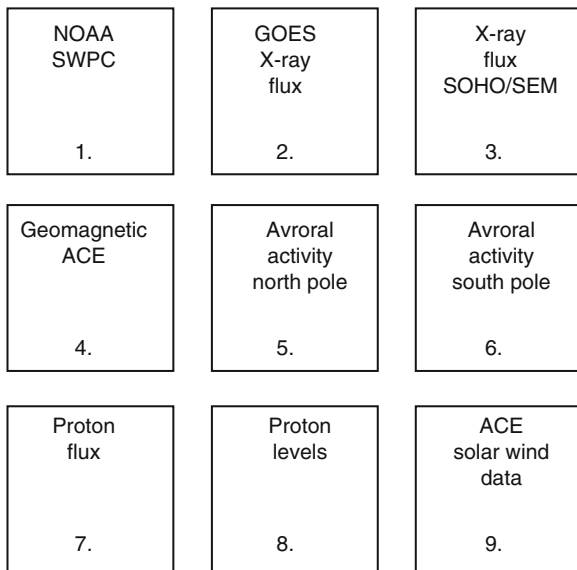 NOAA
SWPC
1.
GOES
X-ray
flux
2.
X-ray
flux
SOHO/SEM
3.
Geomagnetic
ACE
4.
Avroral
activity
north pole
5.
Avroral
activity
south pole
6.
Proton
flux
7.
Proton
levels
8.
ACE
solar wind
data
9.